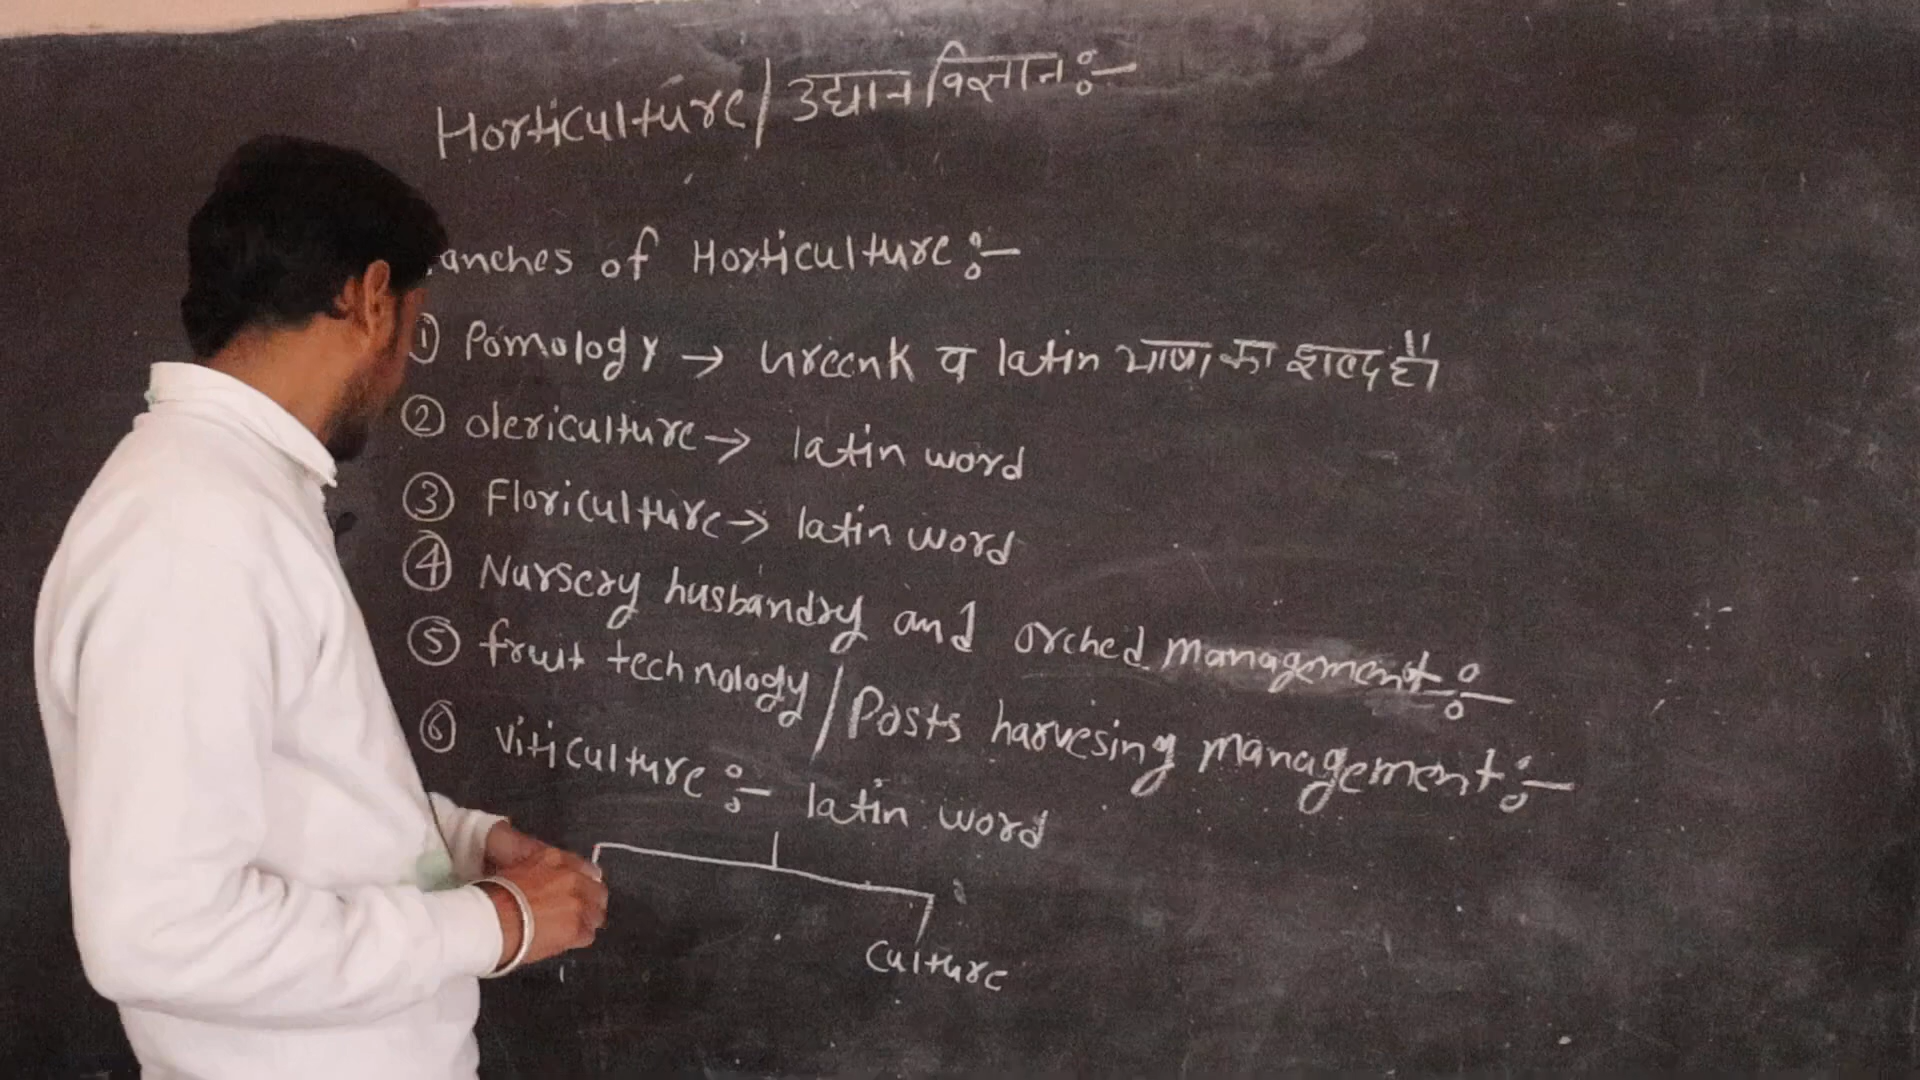 Horticulture/उद्यान विज्ञान:-
anches of Horticulture:-
① Pomology → Greenk व latin भाषा का शब्द है।
② olericulture → latin word
③ Floriculture → latin word
④ Nursery husbandry and orched management:-
⑤ fruit technology/Posts harvesing management:-
⑥ viticulture:- latin word
culture